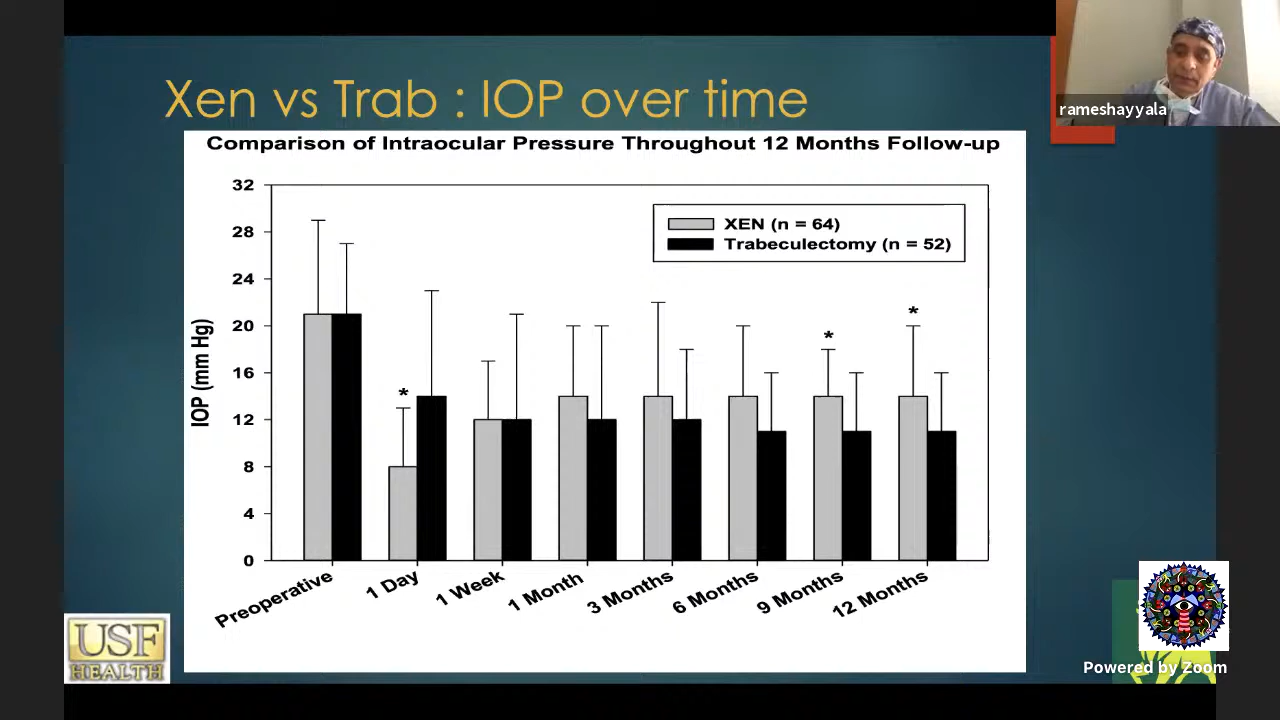 Xen vs Trab : IOP over time
rameshayyala
Comparison of Intraocular Pressure Throughout 12 Months Follow-up
32
28
24
20
16
12
8
4
0
IOP (mm Hg)
XEN (n = 64)
Trabeculectomy (n = 52)
*
*
*
Preoperative
1 Day
1 Week
1 Month
3 Months
6 Months
9 Months
12 Months
USF
HEALTH
Powered by Zoom